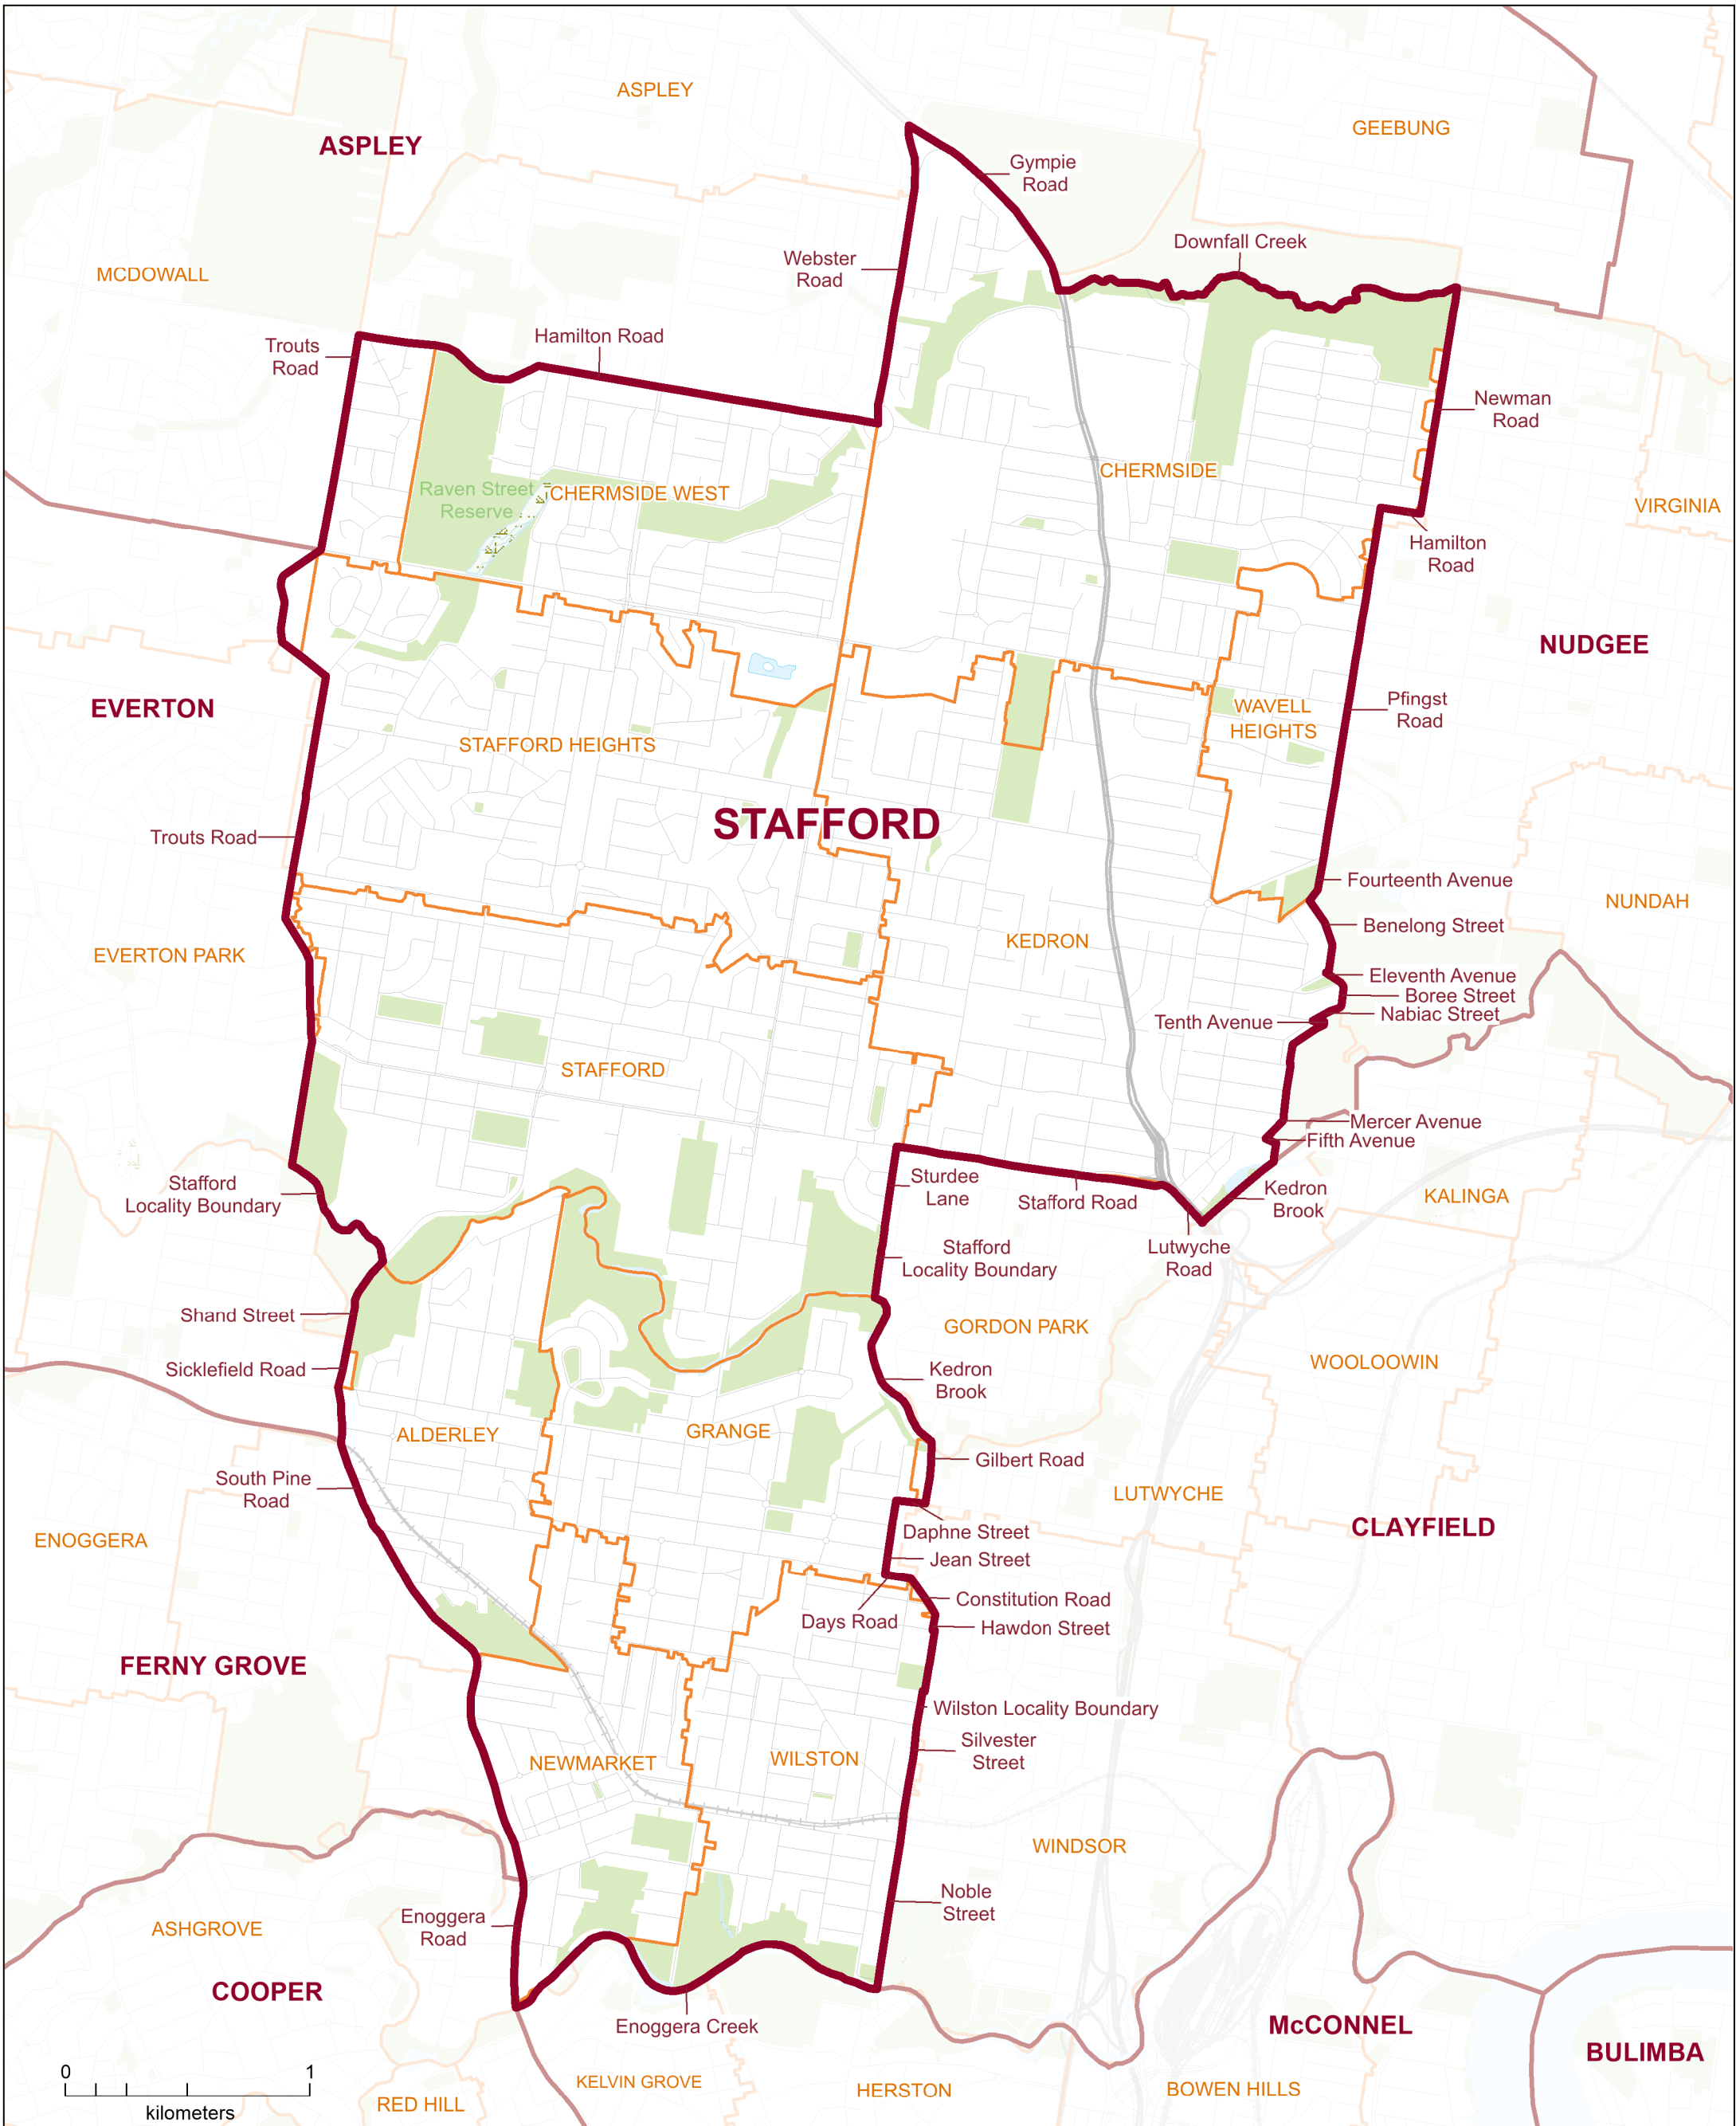 ASPLEY
GEEBUNG
ASPLEY
Gympie
Road
Downfall Creek
Webster
Road
MCDOWALL
Hamilton Road
Trouts
Road
Newman
Road
CHERMSIDE
Raven Street
Reserve
CHERMSIDE WEST
VIRGINIA
Hamilton
Road
NUDGEE
EVERTON
Pfingst
Road
WAVELL
HEIGHTS
STAFFORD HEIGHTS
STAFFORD
Trouts Road
Fourteenth Avenue
NUNDAH
Benelong Street
KEDRON
EVERTON PARK
Eleventh Avenue
Boree Street
Nabiac Street
Tenth Avenue
STAFFORD
Mercer Avenue
Fifth Avenue
Stafford
Locality Boundary
Sturdee
Lane
Stafford Road
Kedron
Brook
KALINGA
Lutwyche
Road
Stafford
Locality Boundary
Shand Street
GORDON PARK
WOOLOOWIN
Sicklefield Road
Kedron
Brook
ALDERLEY
GRANGE
Gilbert Road
South Pine
Road
LUTWYCHE
CLAYFIELD
Daphne Street
ENOGGERA
Jean Street
Constitution Road
Days Road
Hawdon Street
FERNY GROVE
Wilston Locality Boundary
Silvester
Street
NEWMARKET
WILSTON
WINDSOR
Noble
Street
Enoggera
Road
ASHGROVE
COOPER
Enoggera Creek
McCONNEL
BULIMBA
0 1
kilometers
KELVIN GROVE
HERSTON
BOWEN HILLS
RED HILL